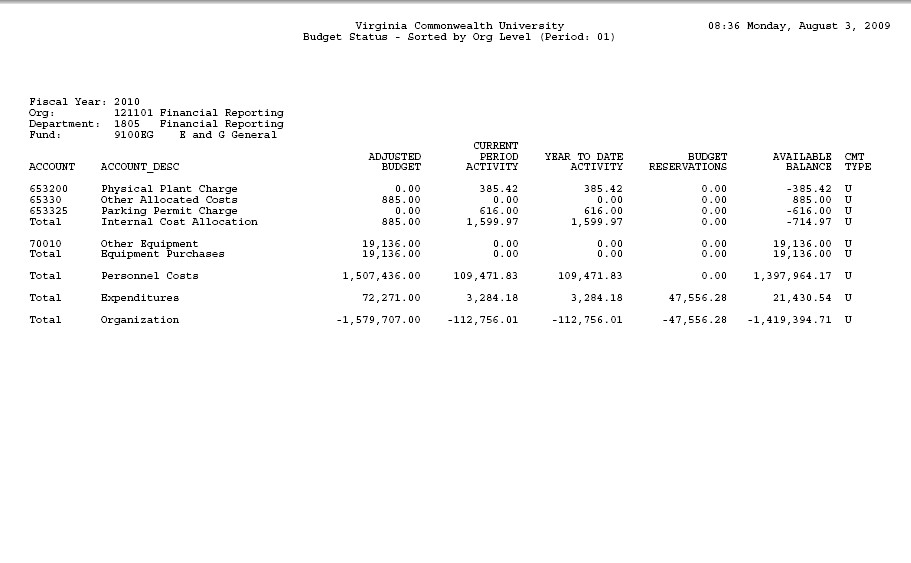 Virginia Commonwealth University 08:36 Monday, August 3, 2009
Budget Status - Sorted by Org Level (Period: 01)
Fiscal Year: 2010
Org: 121101 Financial Reporting
Department: 1805 Financial Reporting
Fund: 9100EG E and G General
CURRENT
ADJUSTED PERIOD YEAR TO DATE BUDGET AVAILABLE CMT
ACCOUNT ACCOUNT_DESC BUDGET ACTIVITY ACTIVITY RESERVATIONS BALANCE TYPE
653200 Physical Plant Charge 0.00 385.42 385.42 0.00 -385.42 U
65330 Other Allocated Costs 885.00 0.00 0.00 0.00 885.00 U
653325 Parking Permit Charge 0.00 616.00 616.00 0.00 -616.00 U
Total Internal Cost Allocation 885.00 1,599.97 1,599.97 0.00 -714.97 U
70010 Other Equipment 19,136.00 0.00 0.00 0.00 19,136.00 U
Total Equipment Purchases 19,136.00 0.00 0.00 0.00 19,136.00 U
Total Personnel Costs 1,507,436.00 109,471.83 109,471.83 0.00 1,397,964.17 U
Total Expenditures 72,271.00 3,284.18 3,284.18 47,556.28 21,430.54 U
Total Organization -1,579,707.00 -112,756.01 -112,756.01 -47,556.28 -1,419,394.71 U